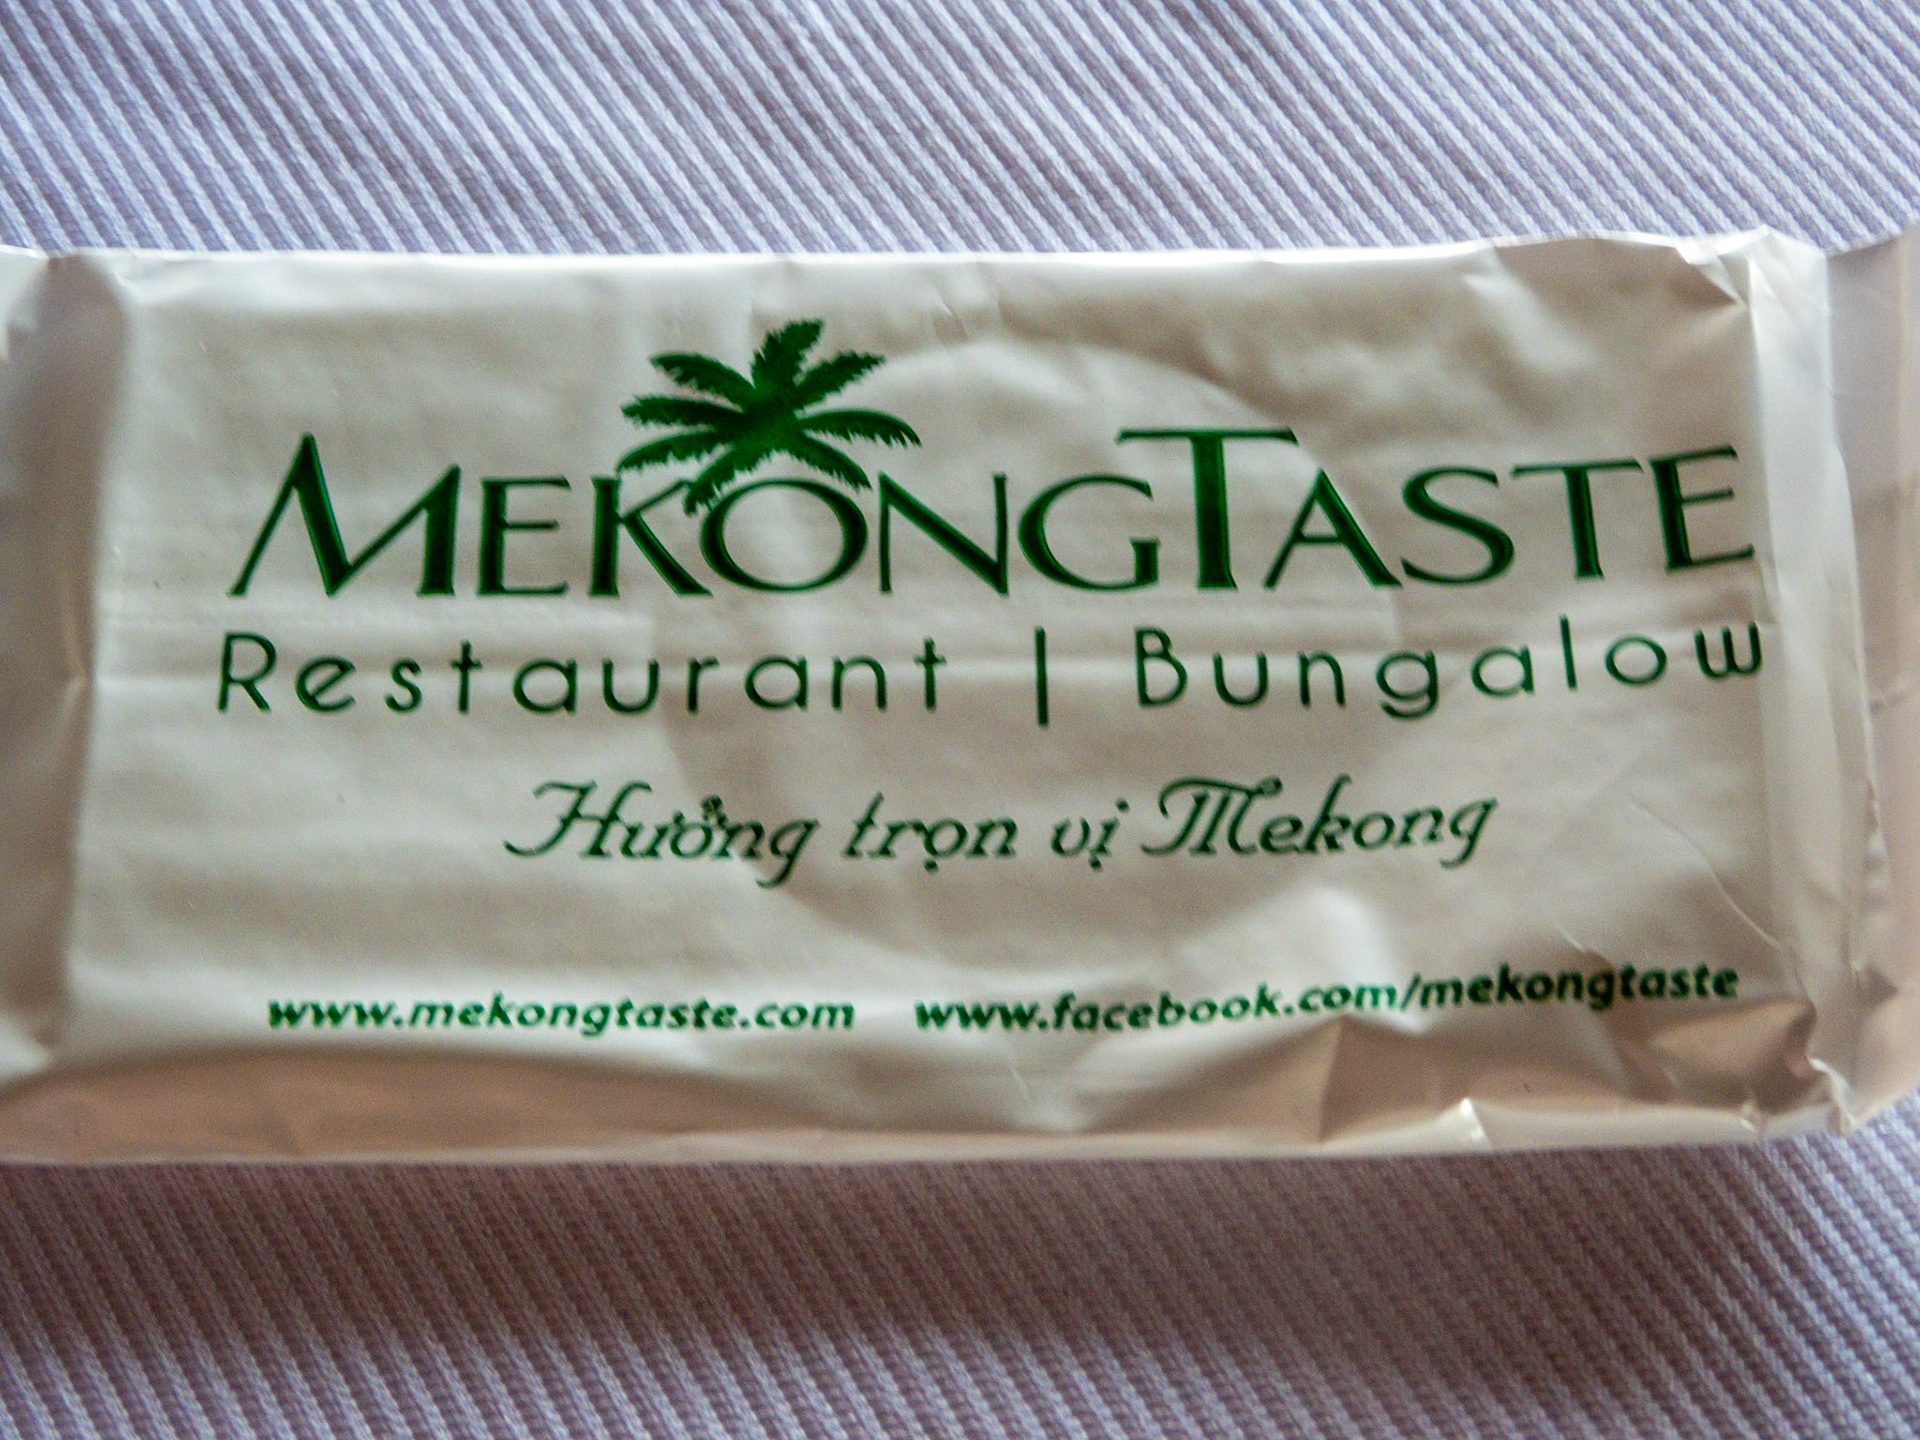 MEKONGTASTE
Restaurant | Bungalow
Hưởng trọn vị Mekong
www.mekongtaste.com www.facebook.com/mekongtaste